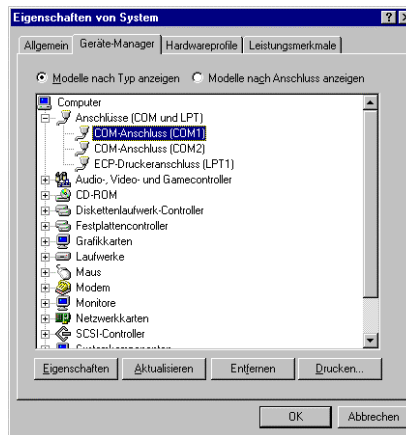 Eigenschaften von System
Allgemein Geräte-Manager Hardwareprofile Leistungsmerkmale
Modelle nach Typ anzeigen Modelle nach Anschluss anzeigen
Computer
Anschlüsse (COM und LPT)
COM-Anschluss (COM1)
COM-Anschluss (COM2)
ECP-Druckeranschluss (LPT1)
Audio-, Video- und Gamecontroller
CD-ROM
Diskettenlaufwerk-Controller
Festplattencontroller
Grafikkarten
Laufwerke
Maus
Modem
Monitore
Netzwerkkarten
SCSI-Controller
Systemkomponenten
Eigenschaften Aktualisieren Entfernen Drucken...
OK Abbrechen